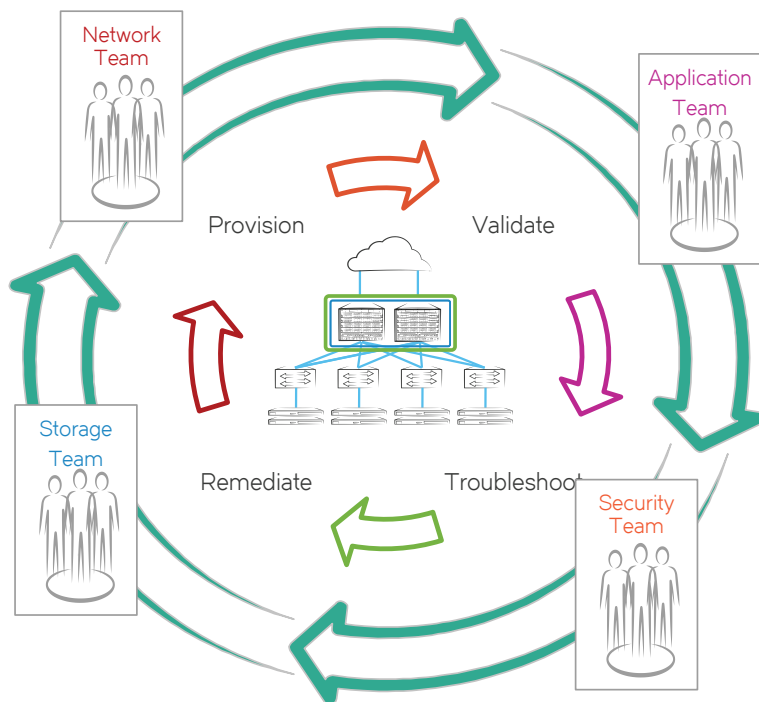 Network
Team
Application
Team
Provision
Validate
Storage
Team
Remediate
Troubleshoot
Security
Team